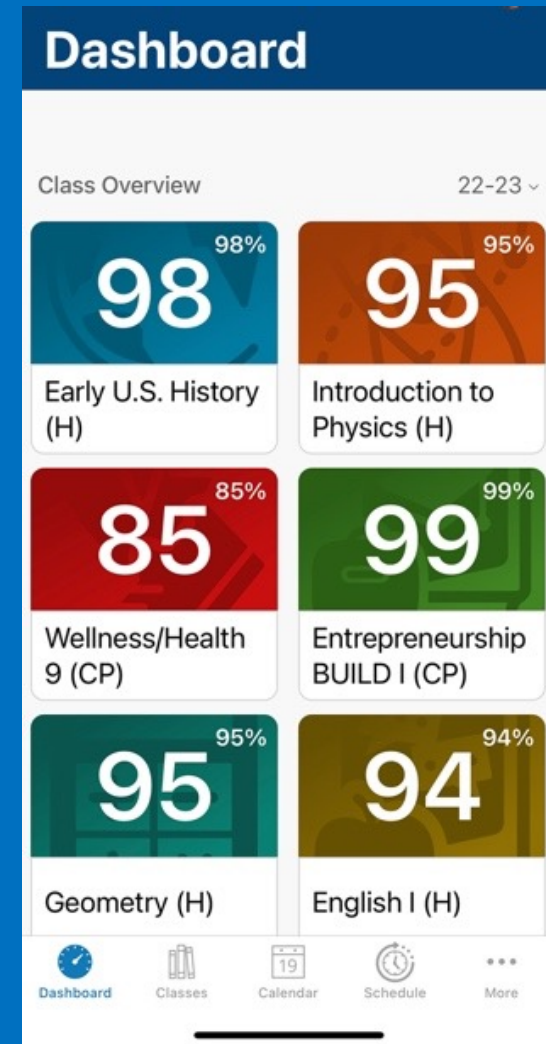 Dashboard
Class Overview
22-23
98%
98
Early U.S. History
(H)
95%
95
Introduction to
Physics (H)
85%
85
Wellness/Health
9 (CP)
99%
99
Entrepreneurship
BUILD I (CP)
95%
95
Geometry (H)
94%
94
English I (H)
19
Dashboard
Classes
Calendar
Schedule
More